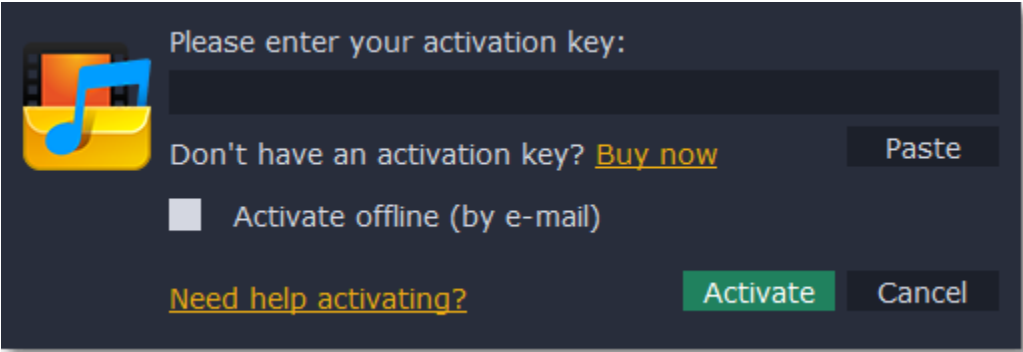 Please enter your activation key:
Don't have an activation key? Buy now
Paste
Activate offline (by e-mail)
Need help activating?
Activate
Cancel